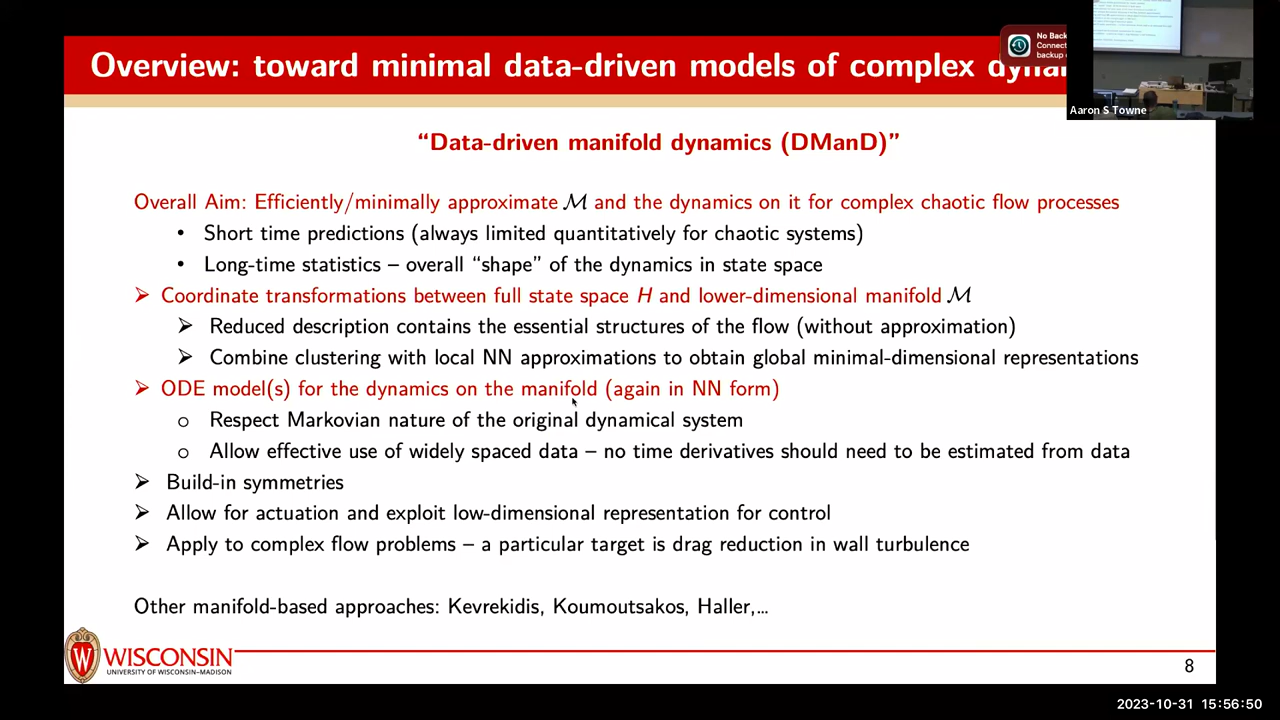 Overview: toward minimal data-driven models of complex
No Back
Connect
backup
Aaron S Towne
“Data-driven manifold dynamics (DManD)”
Overall Aim: Efficiently/minimally approximate ℳ and the dynamics on it for complex chaotic flow processes
• Short time predictions (always limited quantitatively for chaotic systems)
• Long-time statistics – overall “shape” of the dynamics in state space
➢ Coordinate transformations between full state space H and lower-dimensional manifold ℳ
➢ Reduced description contains the essential structures of the flow (without approximation)
➢ Combine clustering with local NN approximations to obtain global minimal-dimensional representations
➢ ODE model(s) for the dynamics on the manifold (again in NN form)
○ Respect Markovian nature of the original dynamical system
○ Allow effective use of widely spaced data – no time derivatives should need to be estimated from data
➢ Build-in symmetries
➢ Allow for actuation and exploit low-dimensional representation for control
➢ Apply to complex flow problems – a particular target is drag reduction in wall turbulence
Other manifold-based approaches: Kevrekidis, Koumoutsakos, Haller,...
WISCONSIN
UNIVERSITY OF WISCONSIN–MADISON
8
2023-10-31 15:56:50